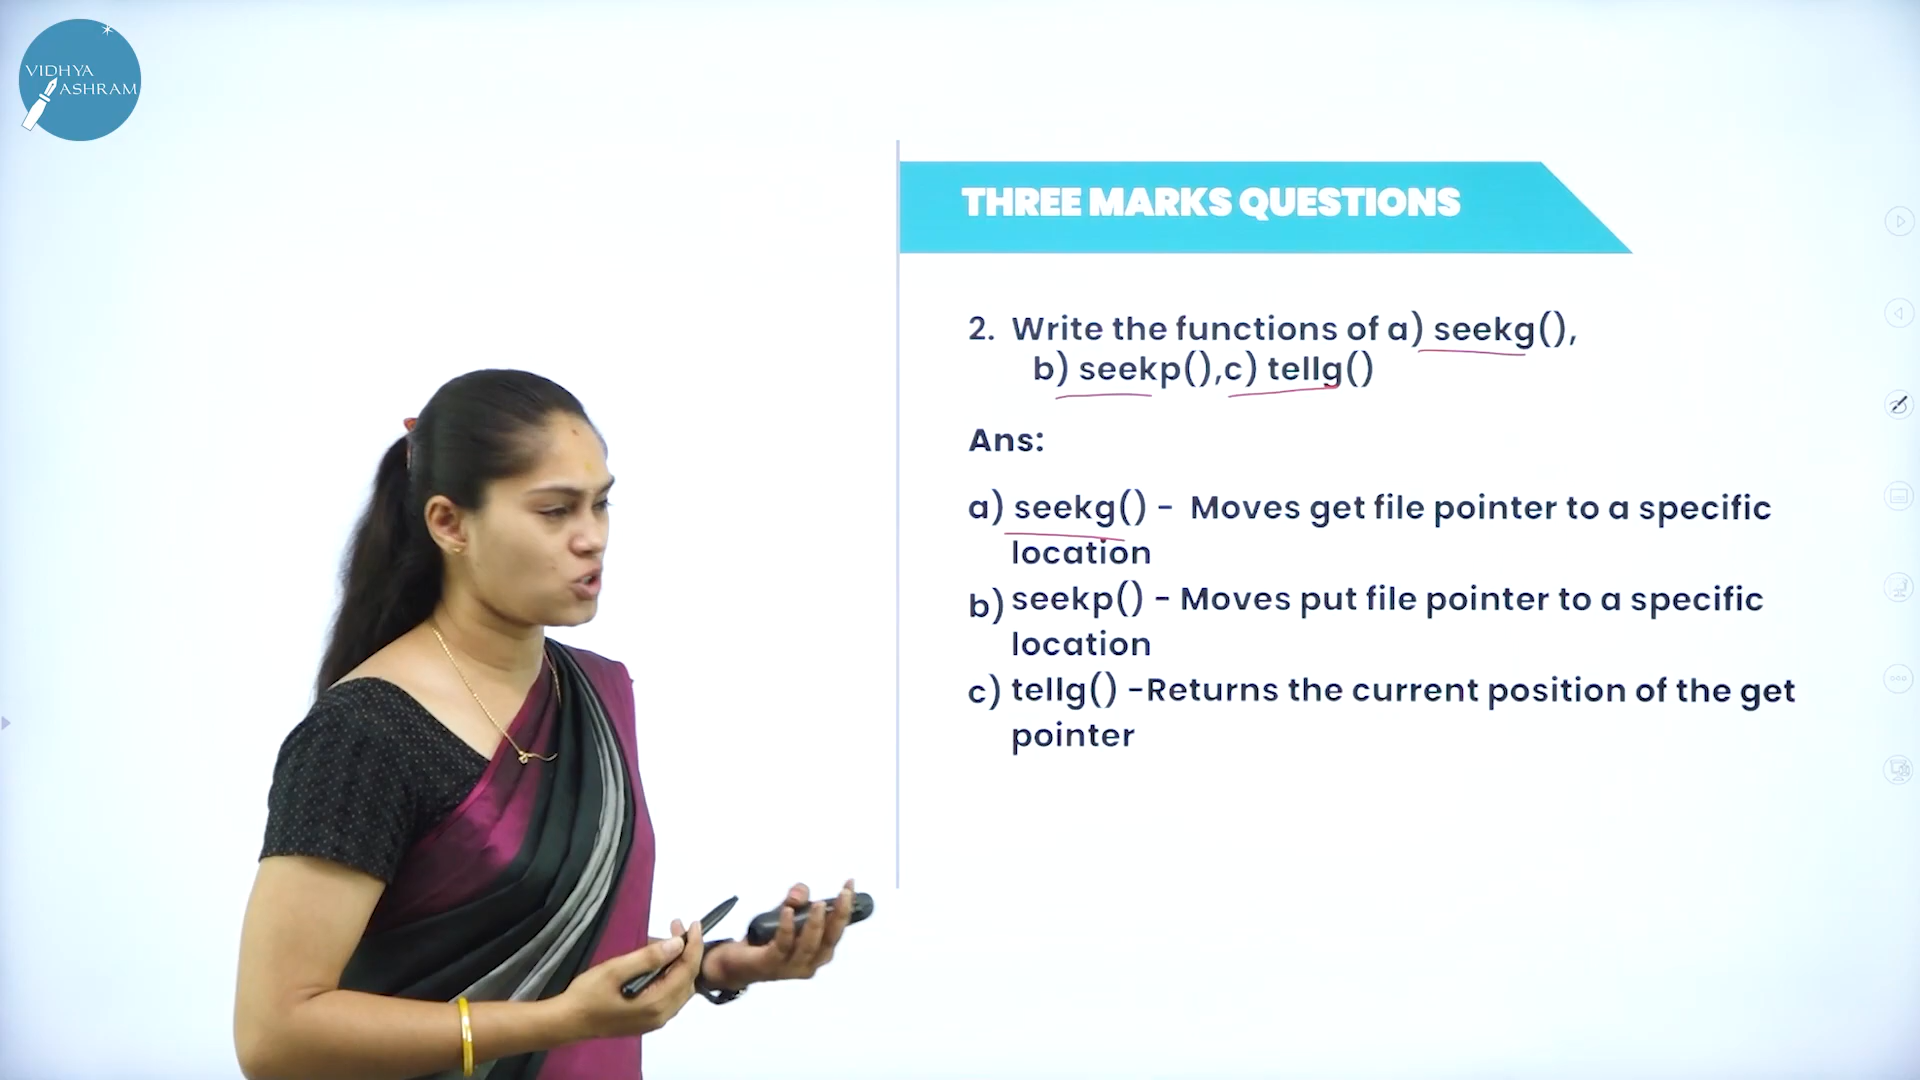 VIDHYA
ASHRAM
THREE MARKS QUESTIONS
2. Write the functions of a) seekg(),
b) seekp(),c) tellg()
Ans:
a) seekg() - Moves get file pointer to a specific
location
b) seekp() - Moves put file pointer to a specific
location
c) tellg() -Returns the current position of the get
pointer